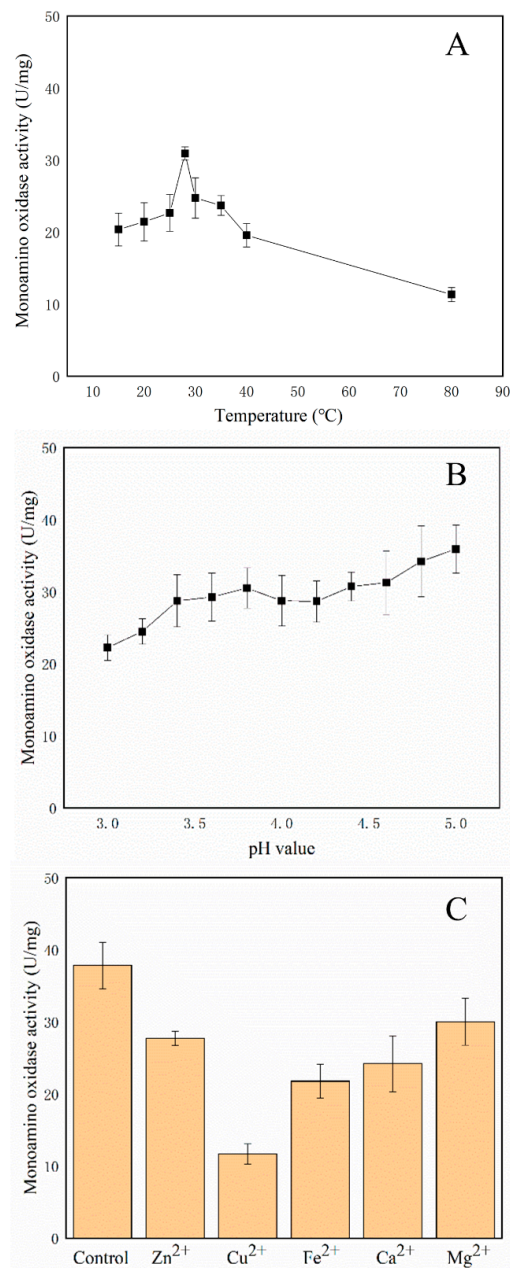 A
Monoamino oxidase activity (U/mg)
50
40
30
20
10
0
10 20 30 40 50 60 70 80 90
Temperature (℃)
B
Monoamino oxidase activity (U/mg)
50
40
30
20
10
0
3.0 3.5 4.0 4.5 5.0
pH value
C
Monoamino oxidase activity (U/mg)
50
40
30
20
10
0
Control Zn2+ Cu2+ Fe2+ Ca2+ Mg2+